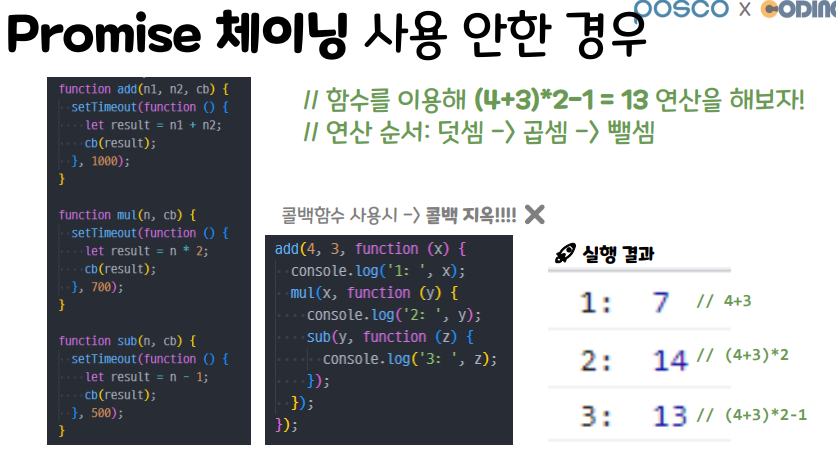 Promise 체이닝 사용 안한 경우
POSCO x CODING
function add(n1, n2, cb) {
setTimeout(function () {
let result = n1 + n2;
cb(result);
}, 1000);
}
function mul(n, cb) {
setTimeout(function () {
let result = n * 2;
cb(result);
}, 700);
}
function sub(n, cb) {
setTimeout(function () {
let result = n - 1;
cb(result);
}, 500);
}
// 함수를 이용해 (4+3)*2-1 = 13 연산을 해보자!
// 연산 순서: 덧셈 -> 곱셈 -> 뺄셈
콜백함수 사용시 -> 콜백 지옥!!!! ❌
add(4, 3, function (x) {
console.log('1: ', x);
mul(x, function (y) {
console.log('2: ', y);
sub(y, function (z) {
console.log('3: ', z);
});
});
});
🚀 실행 결과
1: 7 // 4+3
2: 14 // (4+3)*2
3: 13 // (4+3)*2-1